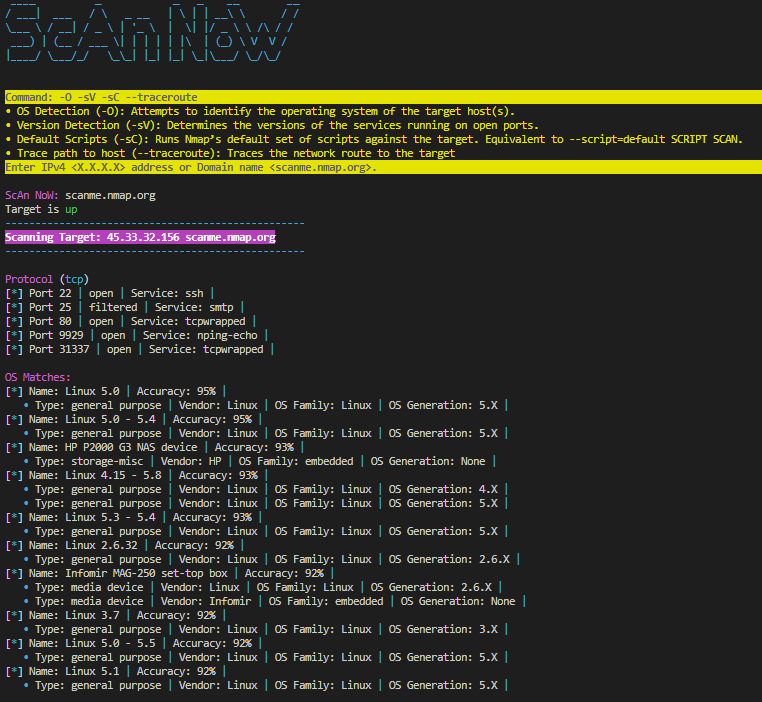 ScAn NoW
Command: -O -sV -sC --traceroute
• OS Detection (-O): Attempts to identify the operating system of the target host(s).
• Version Detection (-sV): Determines the versions of the services running on open ports.
• Default Scripts (-sC): Runs Nmap’s default set of scripts against the target. Equivalent to --script=default SCRIPT SCAN.
• Trace path to host (--traceroute): Traces the network route to the target
Enter IPv4 <X.X.X.X> address or Domain name <scanme.nmap.org>.
ScAn NoW: scanme.nmap.org
Target is up
--------------------------------------------------
Scanning Target: 45.33.32.156 scanme.nmap.org
--------------------------------------------------
Protocol (tcp)
[*] Port 22 | open | Service: ssh |
[*] Port 25 | filtered | Service: smtp |
[*] Port 80 | open | Service: tcpwrapped |
[*] Port 9929 | open | Service: nping-echo |
[*] Port 31337 | open | Service: tcpwrapped |
OS Matches:
[*] Name: Linux 5.0 | Accuracy: 95% |
• Type: general purpose | Vendor: Linux | OS Family: Linux | OS Generation: 5.X |
[*] Name: Linux 5.0 - 5.4 | Accuracy: 95% |
• Type: general purpose | Vendor: Linux | OS Family: Linux | OS Generation: 5.X |
[*] Name: HP P2000 G3 NAS device | Accuracy: 93% |
• Type: storage-misc | Vendor: HP | OS Family: embedded | OS Generation: None |
[*] Name: Linux 4.15 - 5.8 | Accuracy: 93% |
• Type: general purpose | Vendor: Linux | OS Family: Linux | OS Generation: 4.X |
• Type: general purpose | Vendor: Linux | OS Family: Linux | OS Generation: 5.X |
[*] Name: Linux 5.3 - 5.4 | Accuracy: 93% |
• Type: general purpose | Vendor: Linux | OS Family: Linux | OS Generation: 5.X |
[*] Name: Linux 2.6.32 | Accuracy: 92% |
• Type: general purpose | Vendor: Linux | OS Family: Linux | OS Generation: 2.6.X |
[*] Name: Infomir MAG-250 set-top box | Accuracy: 92% |
• Type: media device | Vendor: Linux | OS Family: Linux | OS Generation: 2.6.X |
• Type: media device | Vendor: Infomir | OS Family: embedded | OS Generation: None |
[*] Name: Linux 3.7 | Accuracy: 92% |
• Type: general purpose | Vendor: Linux | OS Family: Linux | OS Generation: 3.X |
[*] Name: Linux 5.0 - 5.5 | Accuracy: 92% |
• Type: general purpose | Vendor: Linux | OS Family: Linux | OS Generation: 5.X |
[*] Name: Linux 5.1 | Accuracy: 92% |
• Type: general purpose | Vendor: Linux | OS Family: Linux | OS Generation: 5.X |